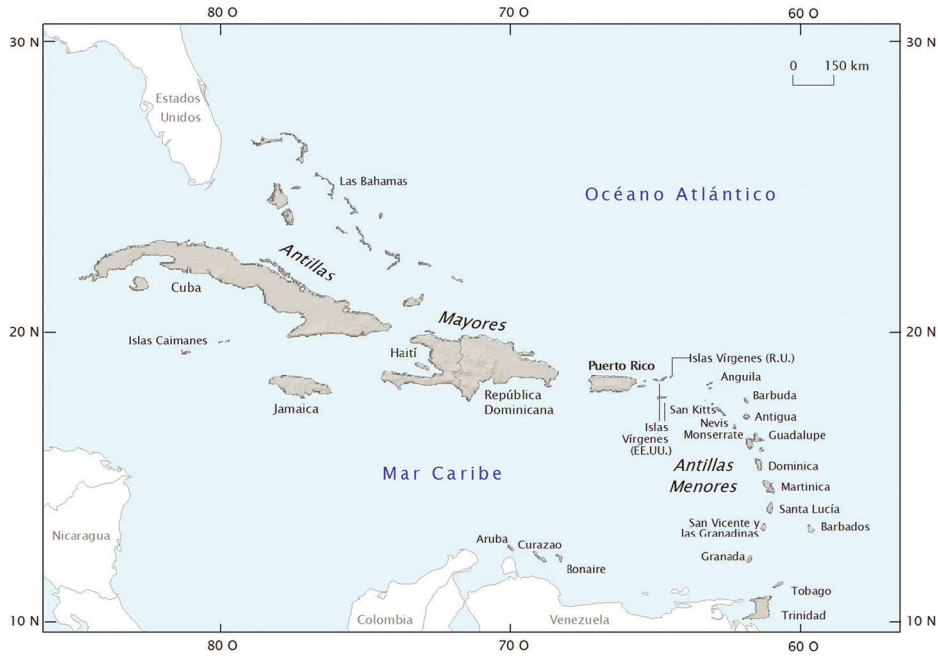 80 O
70 O
60 O
30 N
30 N
0 150 km
Estados
Unidos
Las Bahamas
Océano Atlántico
Antillas
Cuba
Mayores
20 N
20 N
Islas Caimanes
Haití
Puerto Rico
Islas Vírgenes (R.U.)
Anguila
República
Dominicana
Jamaica
Barbuda
San Kitts
Antigua
Nevis
Islas
Vírgenes
(EE.UU.)
Monserrate
Guadalupe
Mar Caribe
Antillas
Menores
Dominica
Martinica
Santa Lucía
San Vicente y
las Granadinas
Barbados
Nicaragua
Aruba
Curazao
Bonaire
Granada
Tobago
Trinidad
Colombia
Venezuela
10 N
10 N
80 O
70 O
60 O